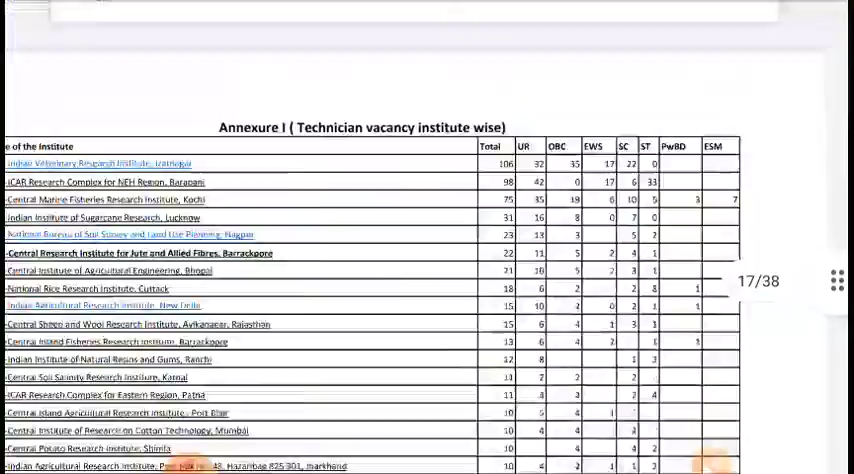 Annexure I ( Technician vacancy institute wise)
e of the Institute Total UR OBC EWS SC ST PwBD ESM
Indian Veterinary Research Institute, Izatnagar 106 32 35 17 22 0
ICAR Research Complex for NEH Region, Barapani 98 42 0 17 6 33
-Central Marine Fisheries Research Institute, Kochi 75 35 19 6 10 5 3 7
Indian Institute of Sugarcane Research, Lucknow 31 16 8 0 7 0
National Bureau of Soil Survey and Land Use Planning, Nagpur 23 13 3 5 2
-Central Research Institute for Jute and Allied Fibres, Barrackpore 22 11 5 2 4 1
-Central Institute of Agricultural Engineering, Bhopal 21 10 5 2 3 1
-National Rice Research Institute, Cuttack 18 6 2 2 8 1
Indian Agricultural Research Institute, New Delhi 15 10 2 0 2 1 1
17/38
-Central Sheep and Wool Research Institute, Avikanagar, Rajasthan 15 6 4 1 3 1
-Central Inland Fisheries Research Institute, Barrackpore 13 6 4 2 1
-Indian Institute of Natural Resins and Gums, Ranchi 12 8 1 3
-Central Soil Salinity Research Institute, Karnal 11 7 2 2
-ICAR Research Complex for Eastern Region, Patna 11 2 4
-Central Island Agricultural Research Institute, Port Blair 10 5 4 1
-Central Institute of Research on Cotton Technology, Mumbai 10 4 4
-Central Potato Research Institute, Shimla 10 4 4 2
-Indian Agricultural Research Institute, 48, Hazaribag 825 301, Jharkhand 10 4 2 1 1 2